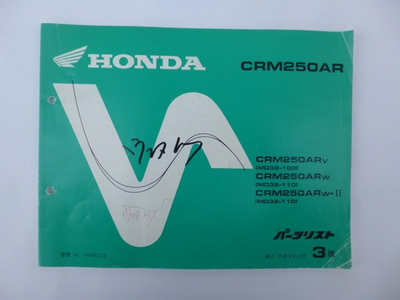 HONDA
CRM250AR
CRM250ARV
(MD32-100)
CRM250ARW
(MD32-110)
CRM250ARW-II
(MD32-110)
パーツリスト
3版